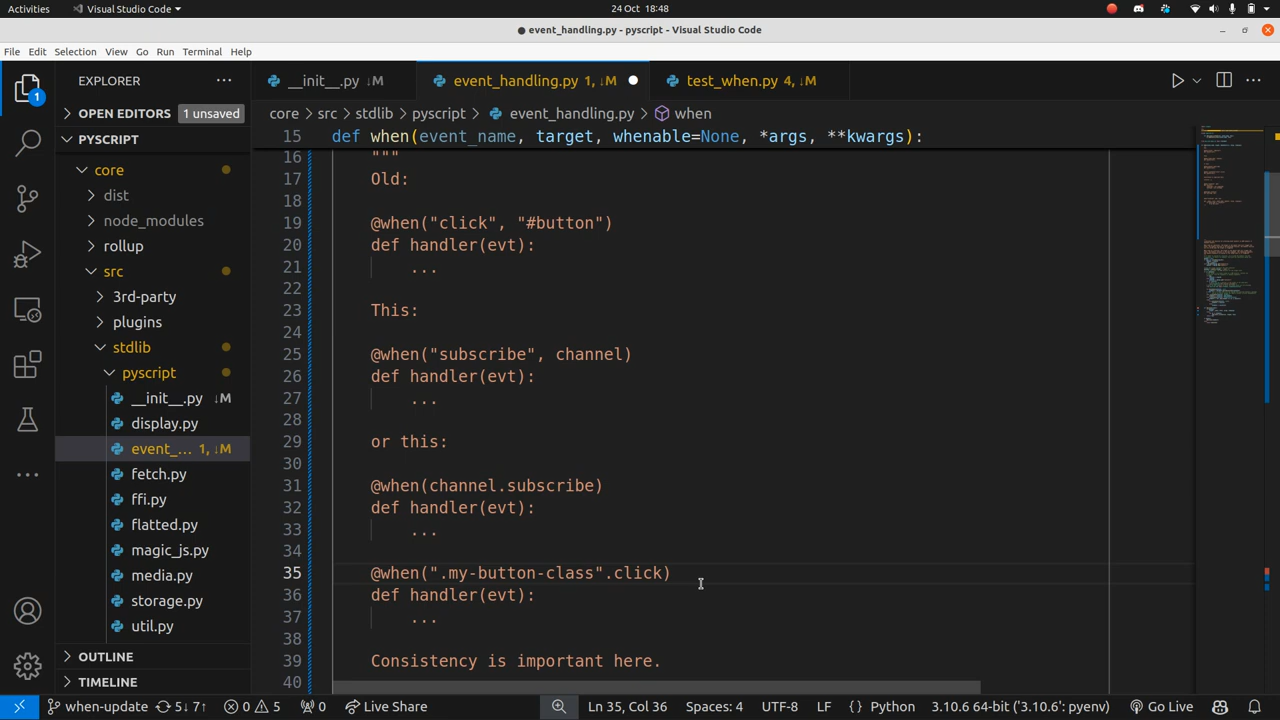 Activities
Visual Studio Code
24 Oct 18:48
event_handling.py - pyscript - Visual Studio Code
File Edit Selection View Go Run Terminal Help
EXPLORER
OPEN EDITORS 1 unsaved
PYSCRIPT
core
dist
node_modules
rollup
src
3rd-party
plugins
stdlib
pyscript
__init__.py ↓M
display.py
event_... 1, ↓M
fetch.py
ffi.py
flatted.py
magic_js.py
media.py
storage.py
util.py
OUTLINE
TIMELINE
1
__init__.py ↓M
event_handling.py 1, ↓M
test_when.py 4, ↓M
core > src > stdlib > pyscript > event_handling.py > when
15 def when(event_name, target, whenable=None, *args, **kwargs):
16 """
17 Old:
18
19 @when("click", "#button")
20 def handler(evt):
21 ...
22
23 This:
24
25 @when("subscribe", channel)
26 def handler(evt):
27 ...
28
29 or this:
30
31 @when(channel.subscribe)
32 def handler(evt):
33 ...
34
35 @when(".my-button-class".click)
36 def handler(evt):
37 ...
38
39 Consistency is important here.
40
when-update 5↓ 7↑ 0 5 0 Live Share Ln 35, Col 36 Spaces: 4 UTF-8 LF Python 3.10.6 64-bit ('3.10.6': pyenv) Go Live